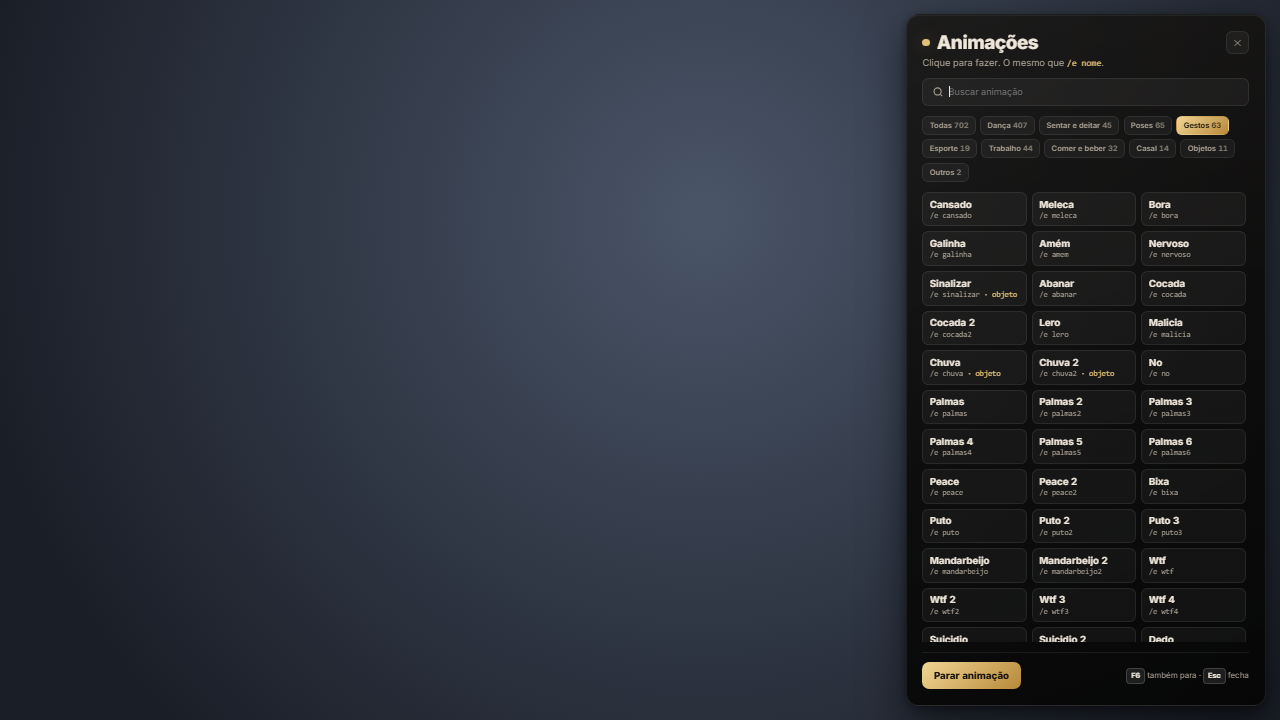 Animações
Clique para fazer. O mesmo que /e nome.
Buscar animação
Todas 702 Dança 407 Sentar e deitar 45 Poses 65 Gestos 63
Esporte 19 Trabalho 44 Comer e beber 32 Casal 14 Objetos 11
Outros 2
Cansado Meleca Bora
/e cansado /e meleca /e bora
Galinha Amém Nervoso
/e galinha /e amem /e nervoso
Sinalizar Abanar Cocada
/e sinalizar · objeto /e abanar /e cocada
Cocada 2 Lero Malicia
/e cocada2 /e lero /e malicia
Chuva Chuva 2 No
/e chuva · objeto /e chuva2 · objeto /e no
Palmas Palmas 2 Palmas 3
/e palmas /e palmas2 /e palmas3
Palmas 4 Palmas 5 Palmas 6
/e palmas4 /e palmas5 /e palmas6
Peace Peace 2 Bixa
/e peace /e peace2 /e bixa
Puto Puto 2 Puto 3
/e puto /e puto2 /e puto3
Mandarbeijo Mandarbeijo 2 Wtf
/e mandarbeijo /e mandarbeijo2 /e wtf
Wtf 2 Wtf 3 Wtf 4
/e wtf2 /e wtf3 /e wtf4
Suicidio Suicidio 2 Dedo
Parar animação F6 também para · Esc fecha